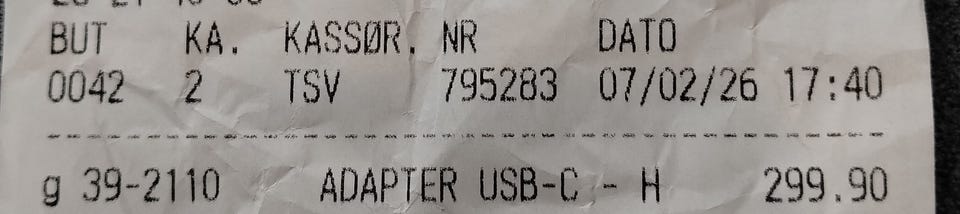 BUT KA. KASSØR. NR DATO
0042 2 TSV 795283 07/02/26 17:40
g 39-2110 ADAPTER USB-C - H 299.90